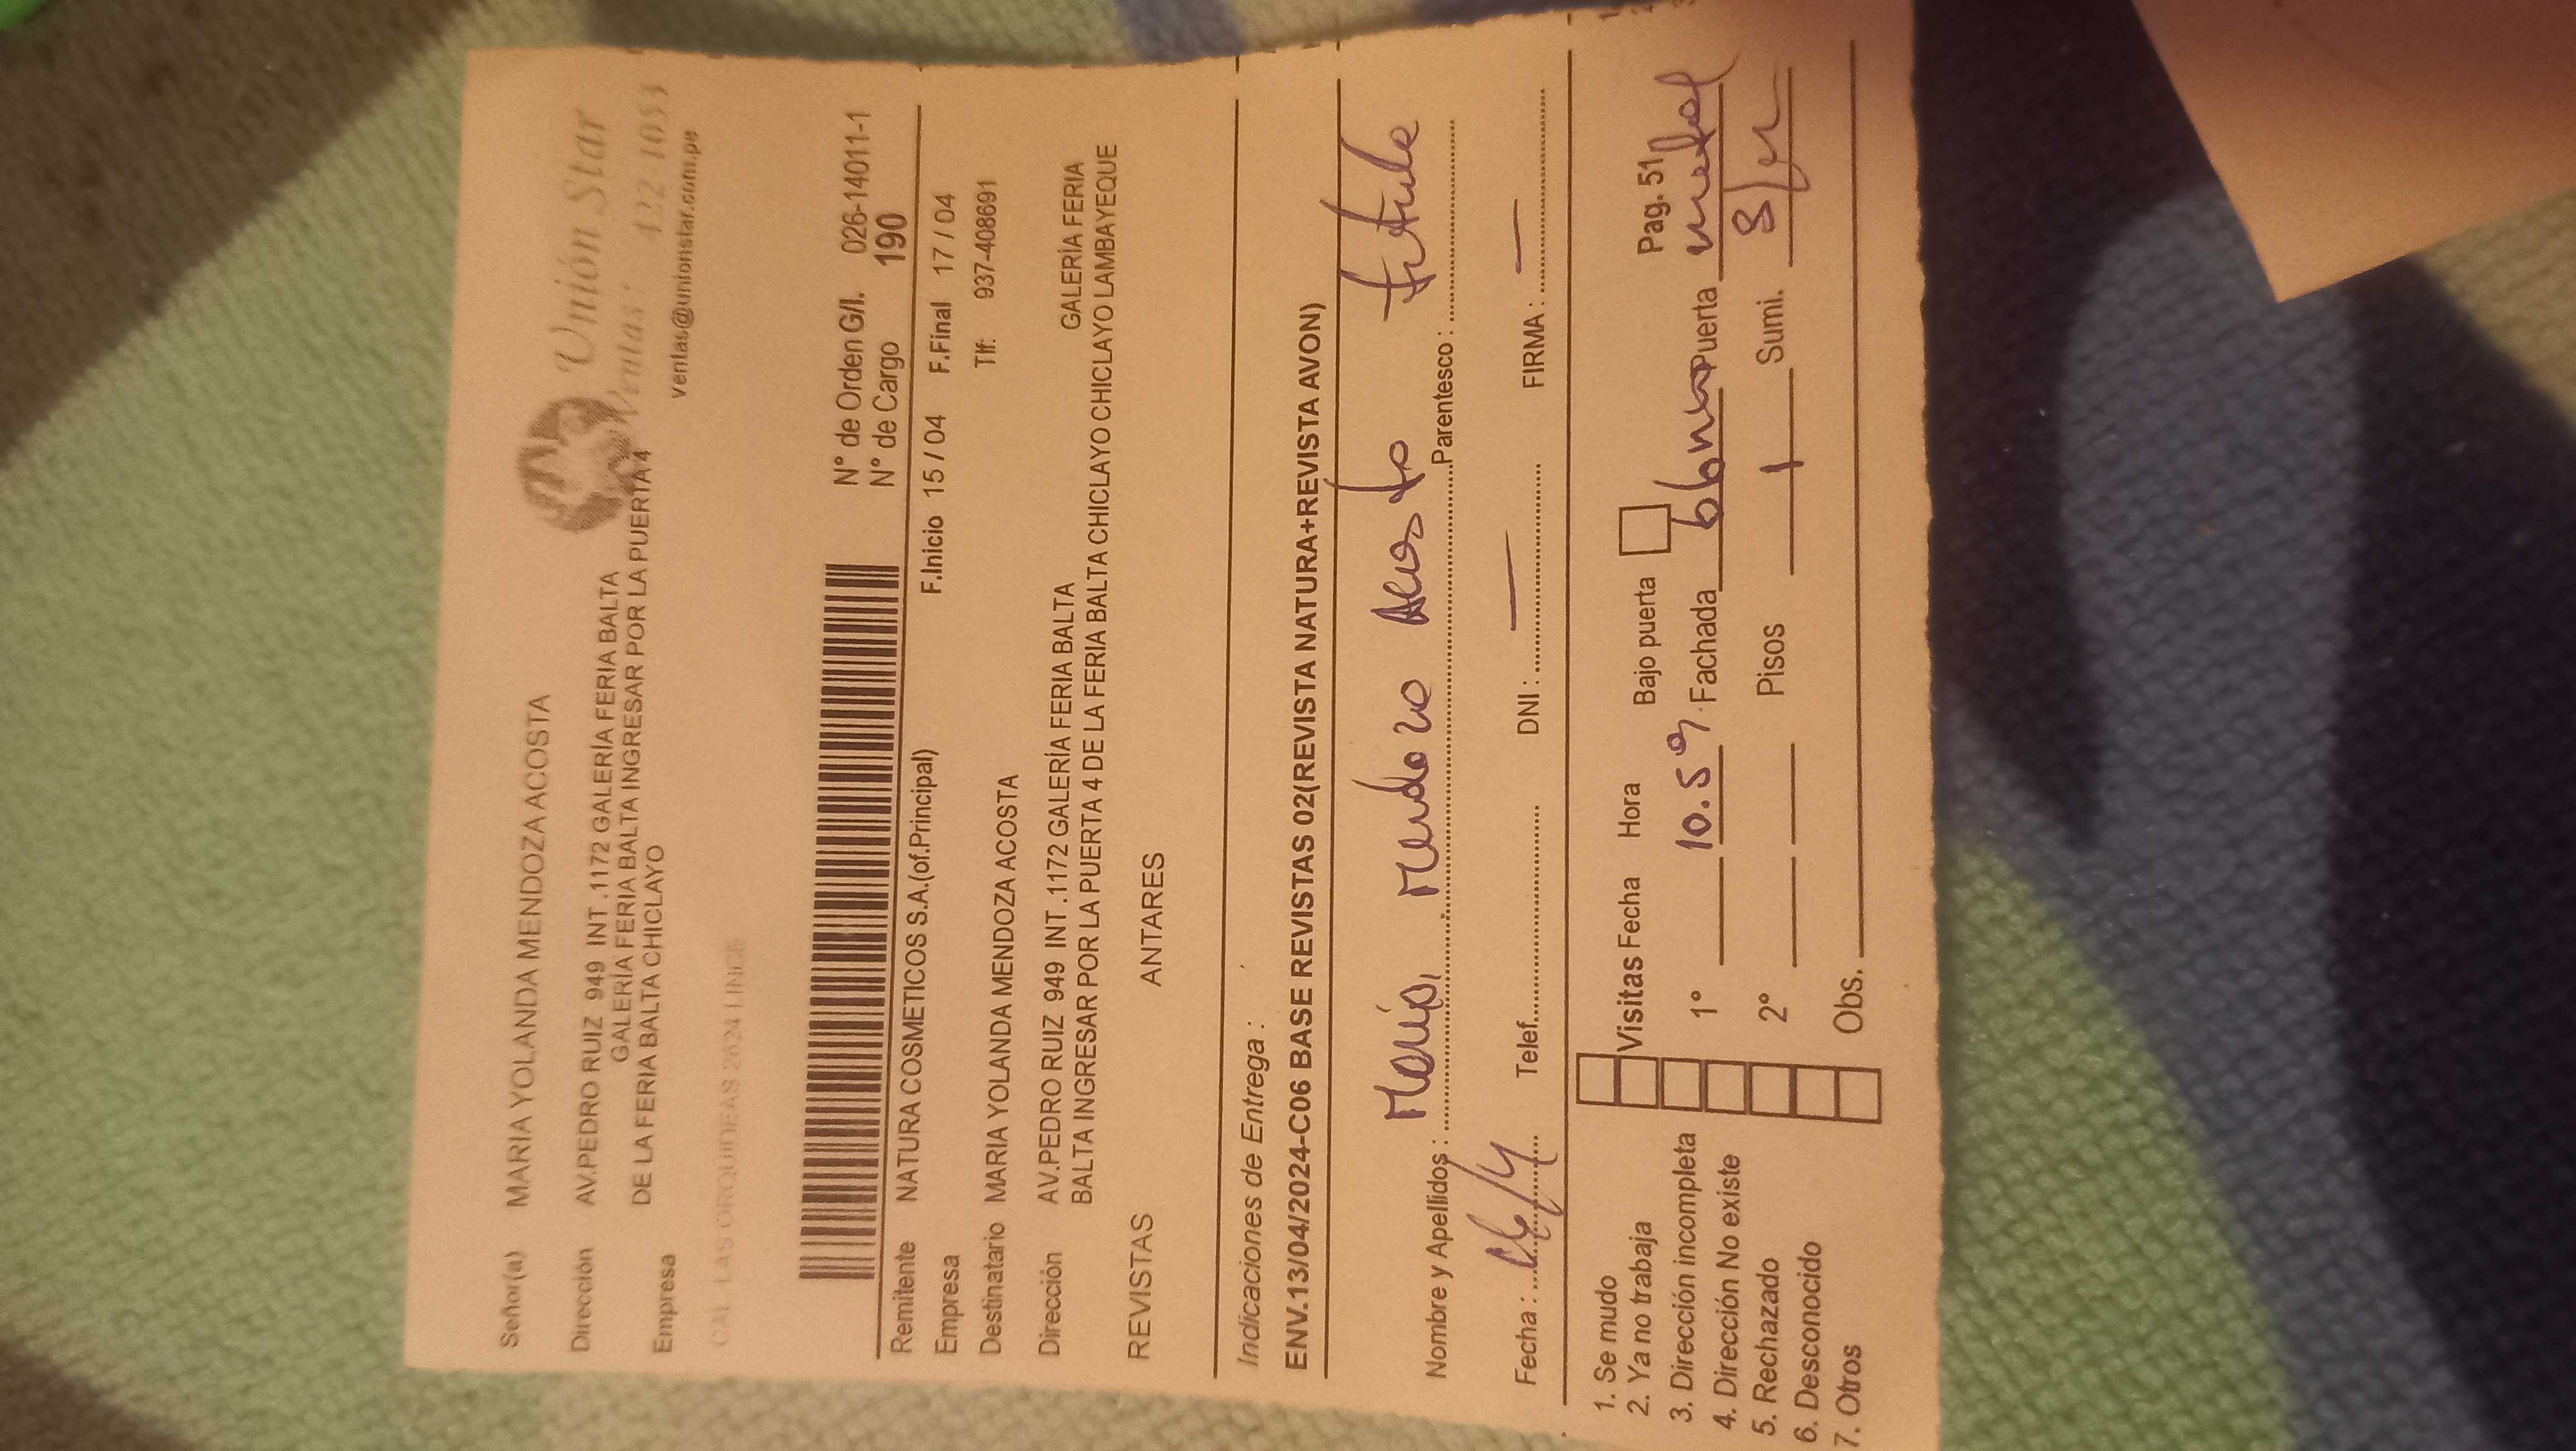 Unión Star
Ventas: 422 1053
ventas@unionstar.com.pe
Señor(a) MARIA YOLANDA MENDOZA ACOSTA
Dirección AV.PEDRO RUIZ 949 INT .1172 GALERÍA FERIA BALTA
GALERÍA FERIA BALTA INGRESAR POR LA PUERTA 4
DE LA FERIA BALTA CHICLAYO
Empresa
CAL. LAS ORQUIDEAS 2624 LINCE
N° de Orden G/I. 026-14011-1
N° de Cargo 190
Remitente NATURA COSMETICOS S.A.(of.Principal)
Empresa F.Inicio 15 / 04 F.Final 17 / 04
Destinatario MARIA YOLANDA MENDOZA ACOSTA Tlf: 937-408691
Dirección AV.PEDRO RUIZ 949 INT .1172 GALERÍA FERIA BALTA GALERÍA FERIA
BALTA INGRESAR POR LA PUERTA 4 DE LA FERIA BALTA CHICLAYO CHICLAYO LAMBAYEQUE
REVISTAS ANTARES
Indicaciones de Entrega :
ENV.13/04/2024-C06 BASE REVISTAS 02(REVISTA NATURA+REVISTA AVON)
Nombre y Apellidos : Maria Mendoza Acosta Parentesco :
Fecha : Telef. DNI : — FIRMA : —
1. Se mudo
2. Ya no trabaja Visitas Fecha Hora Bajo puerta Pag. 51
3. Dirección incompleta 1° 10.59 Fachada Puerta metal
4. Dirección No existe
5. Rechazado 2° Pisos 1 Sumi. S/n
6. Desconocido
7. Otros Obs.